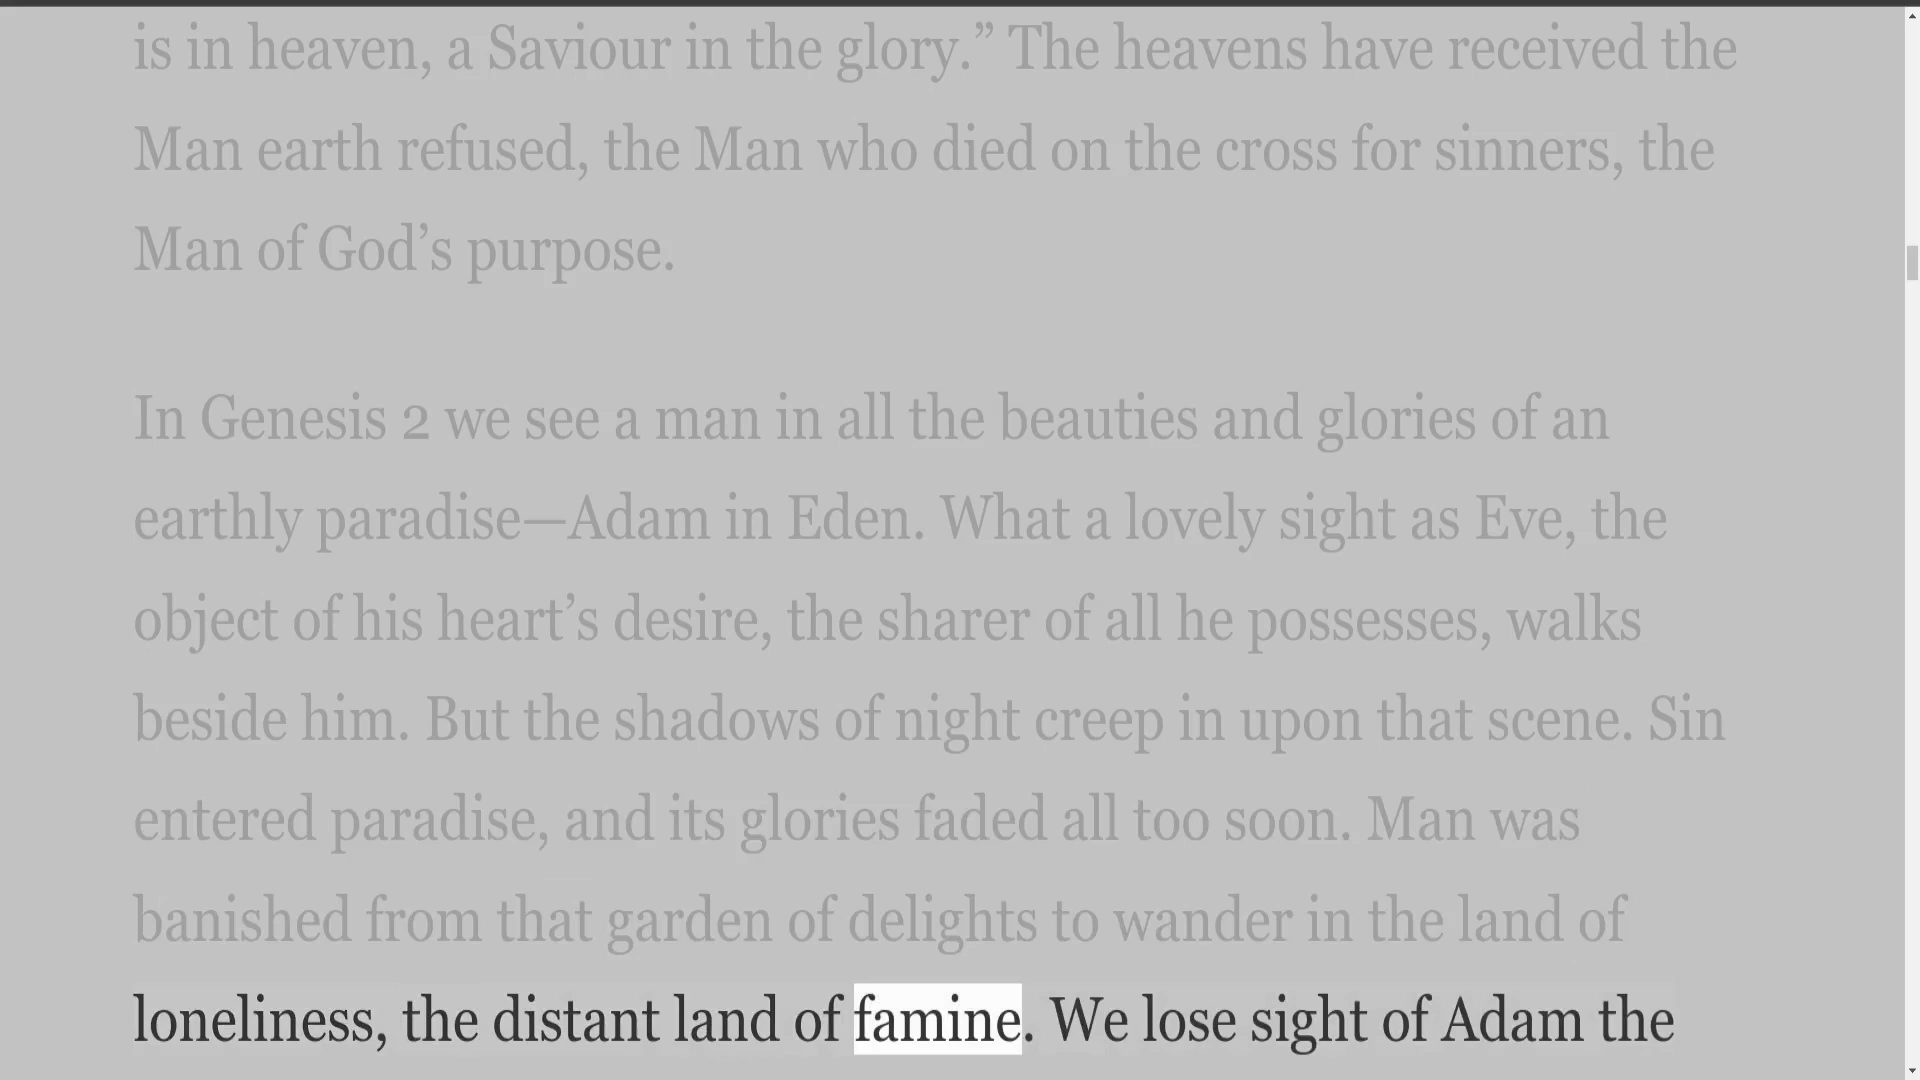 is in heaven, a Saviour in the glory.” The heavens have received the
Man earth refused, the Man who died on the cross for sinners, the
Man of God’s purpose.
In Genesis 2 we see a man in all the beauties and glories of an
earthly paradise—Adam in Eden. What a lovely sight as Eve, the
object of his heart’s desire, the sharer of all he possesses, walks
beside him. But the shadows of night creep in upon that scene. Sin
entered paradise, and its glories faded all too soon. Man was
banished from that garden of delights to wander in the land of
loneliness, the distant land of famine. We lose sight of Adam the